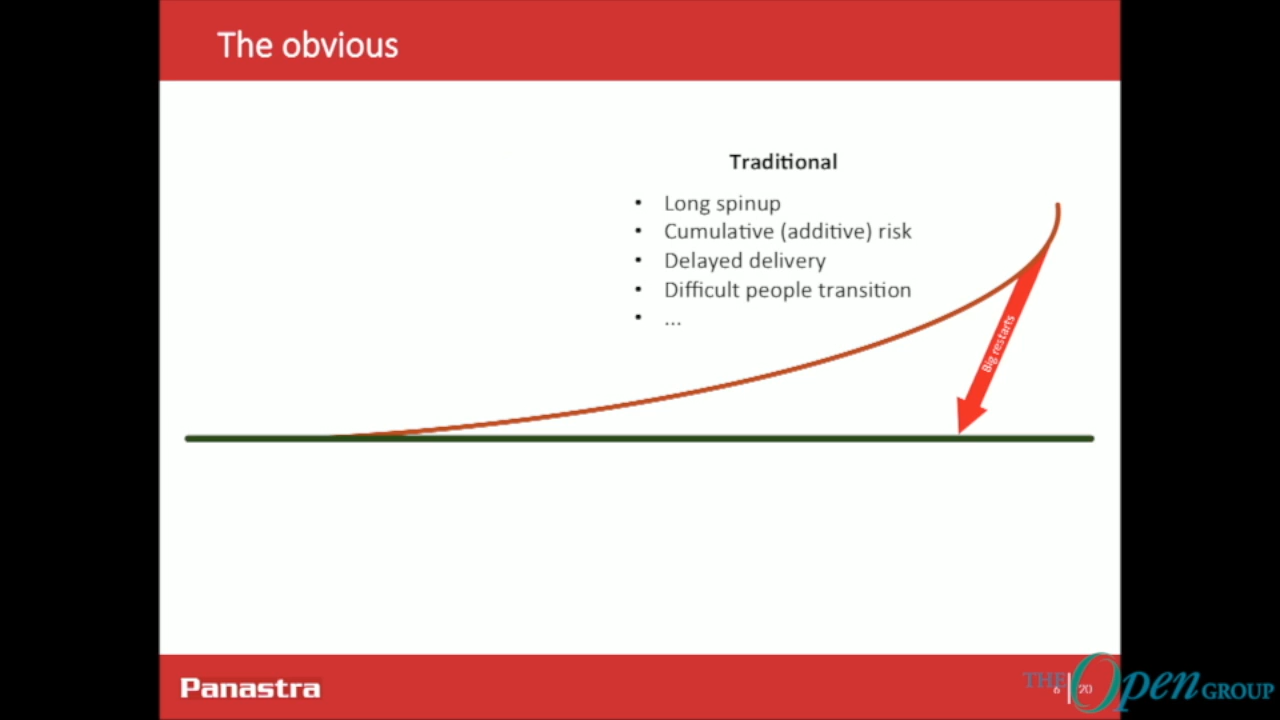 The obvious
Traditional
• Long spinup
• Cumulative (additive) risk
• Delayed delivery
• Difficult people transition
• ...
Big restarts
Panastra
6 | 20
THE Open GROUP